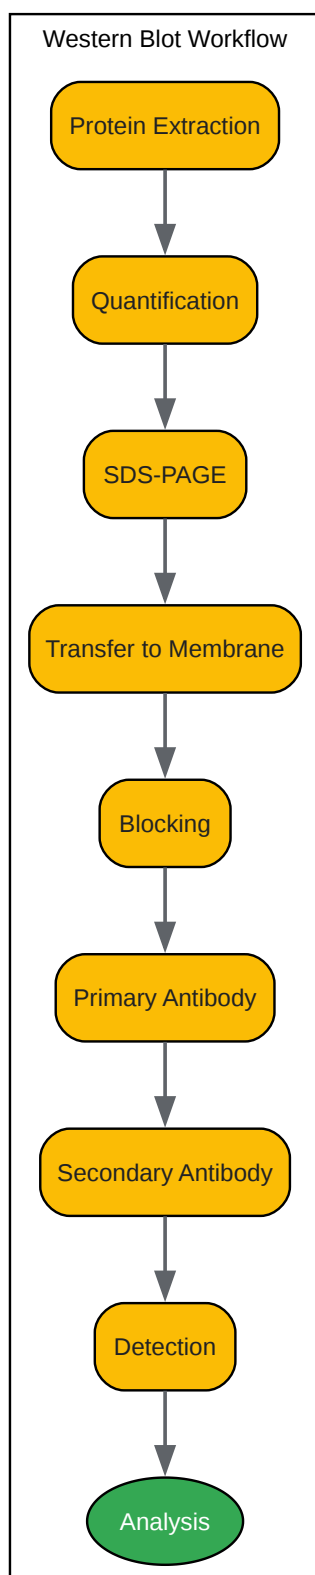 Western Blot Workflow
Protein Extraction
Quantification
SDS-PAGE
Transfer to Membrane
Blocking
Primary Antibody
Secondary Antibody
Detection
Analysis